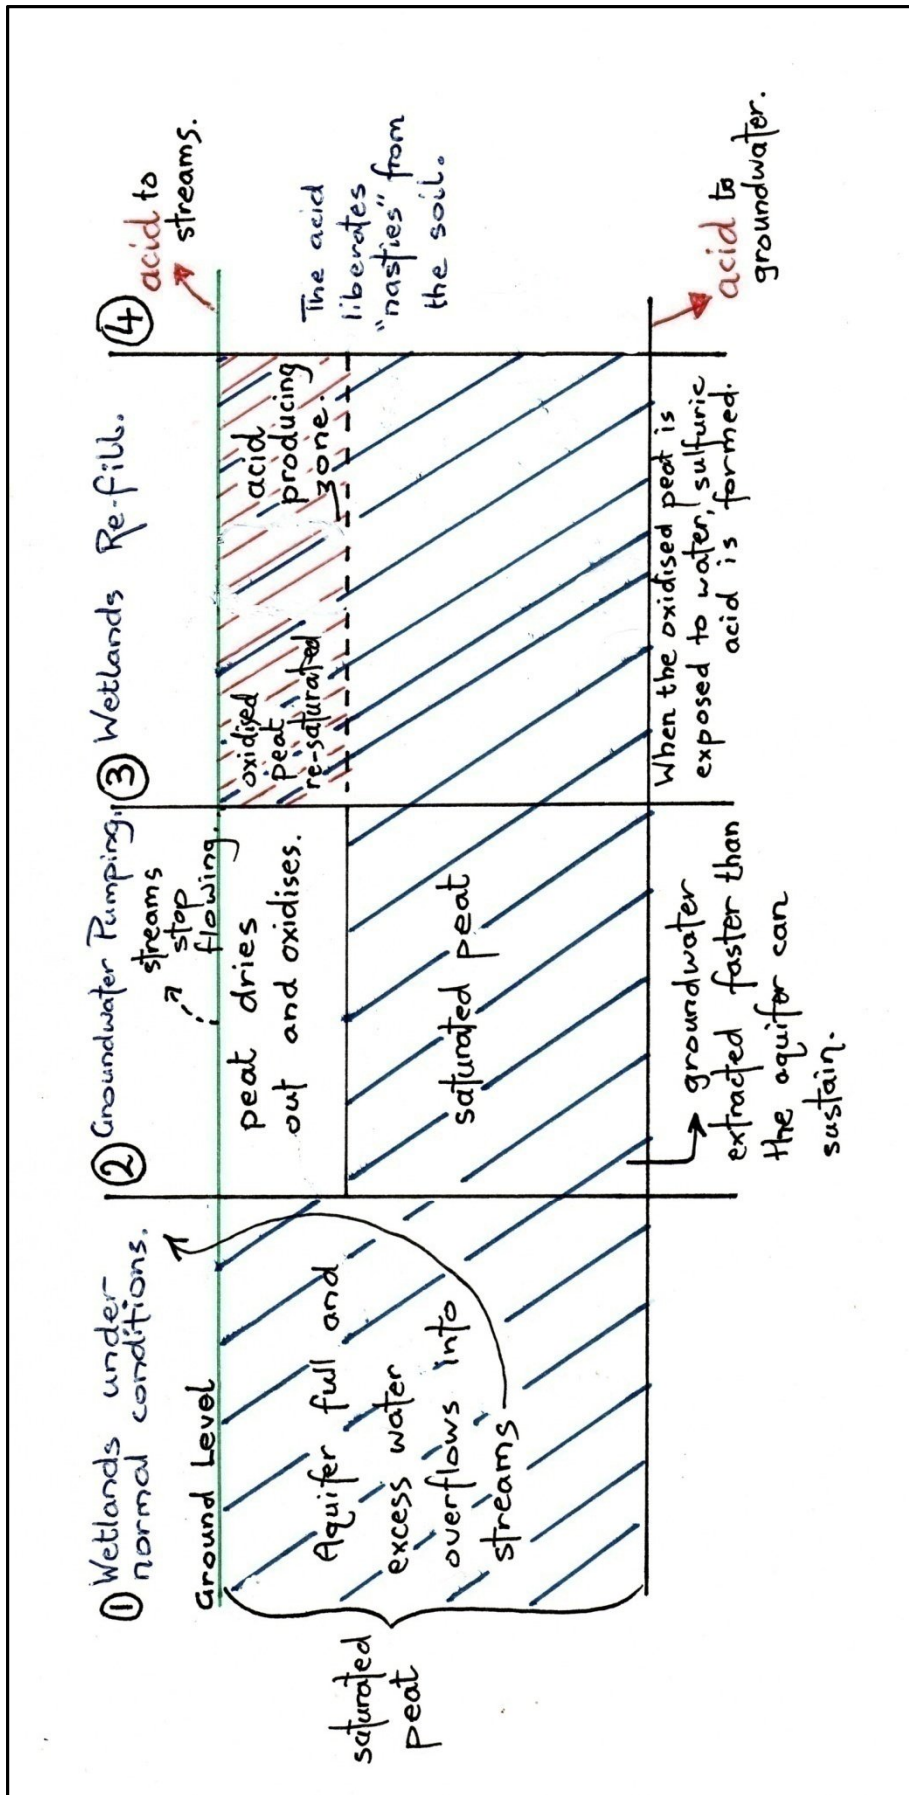 ① Wetlands under
normal conditions.
Ground Level
saturated
peat
Aquifer full and
excess water
overflows into
streams
② Groundwater Pumping.
streams
stop
flowing.
peat dries
out and oxidises.
saturated peat
groundwater
extracted faster than
the aquifer can
sustain.
③ Wetlands Re-fill.
oxidised
peat
re-saturated
acid
producing
zone.
When the oxidised peat is
exposed to water, sulfuric
acid is formed.
④
acid to
streams.
The acid
liberates
"nasties" from
the soil.
acid to
groundwater.